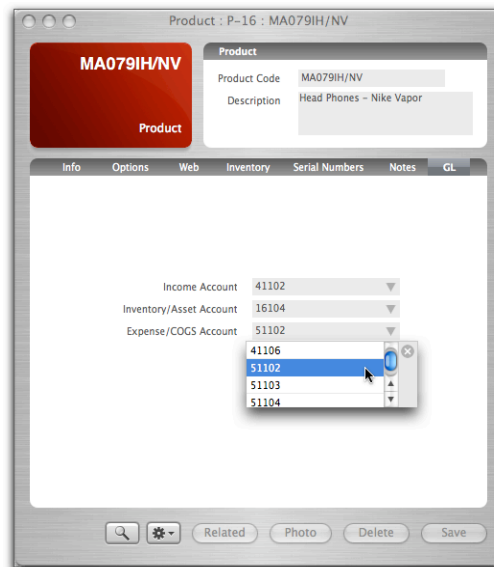 Product : P-16 : MA079IH/NV
MA079IH/NV
Product
Product
Product Code MA079IH/NV
Description Head Phones – Nike Vapor
Info Options Web Inventory Serial Numbers Notes GL
Income Account 41102
Inventory/Asset Account 16104
Expense/COGS Account 51102
41106
51102
51103
51104
Related Photo Delete Save